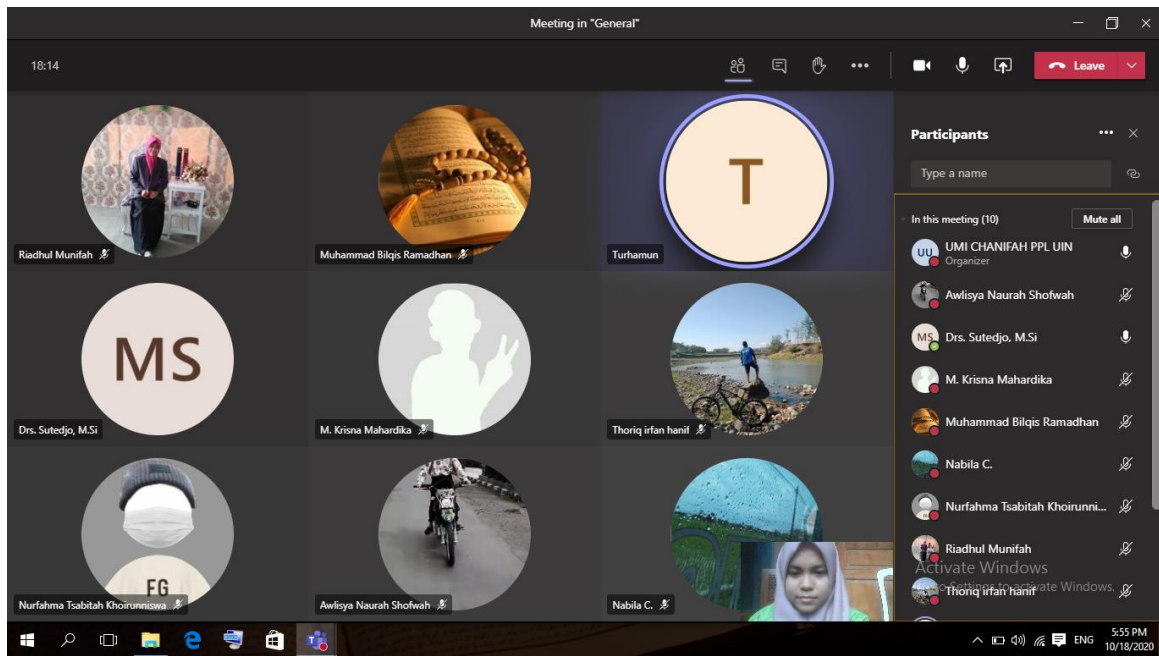 Meeting in "General"
18:14
Leave
Riadhul Munifah
Muhammad Bilqis Ramadhan
T
Turhamun
MS
Drs. Sutedjo, M.Si
M. Krisna Mahardika
Thoriq irfan hanif
FG
Nurfahma Tsabitah Khoirunniswa
Awlisya Naurah Shofwah
Nabila C.
Participants
Type a name
In this meeting (10)
Mute all
UU
UMI CHANIFAH PPL UIN
Organizer
Awlisya Naurah Shofwah
MS
Drs. Sutedjo, M.Si
M. Krisna Mahardika
Muhammad Bilqis Ramadhan
Nabila C.
Nurfahma Tsabitah Khoirunni...
Riadhul Munifah
Activate Windows
Go to Settings to activate Windows.
Thoriq irfan hanif
ENG
5:55 PM
10/18/2020